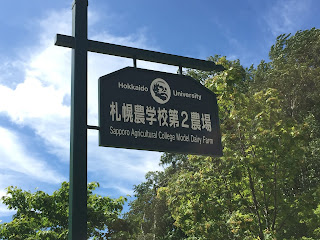 Hokkaido University
札幌農学校第2農場
Sapporo Agricultural College Model Dairy Farm